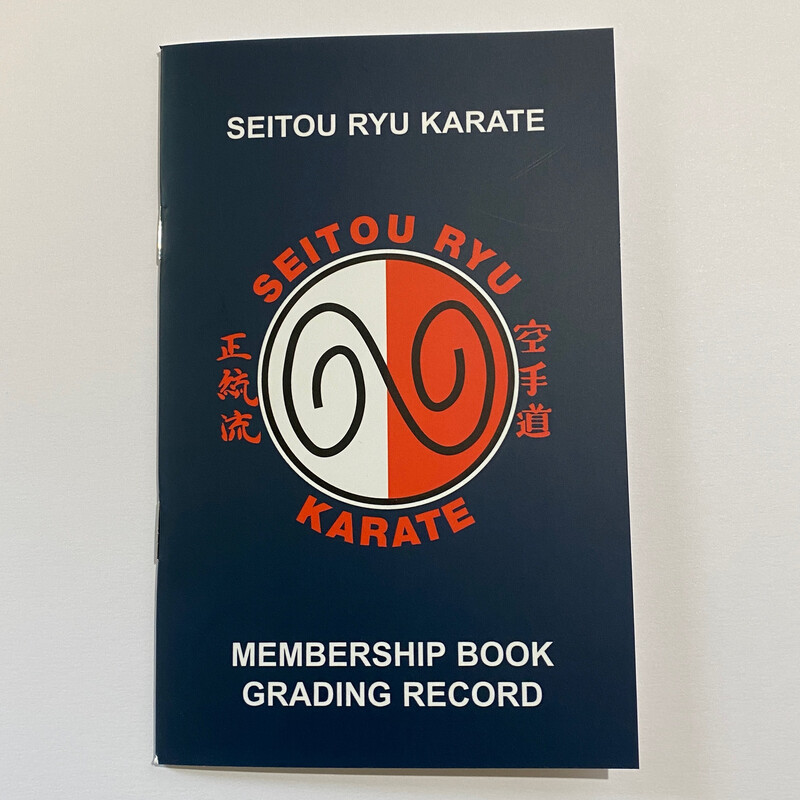 SEITOU RYU KARATE
SEITOU RYU
正統流
空手道
KARATE
MEMBERSHIP BOOK
GRADING RECORD